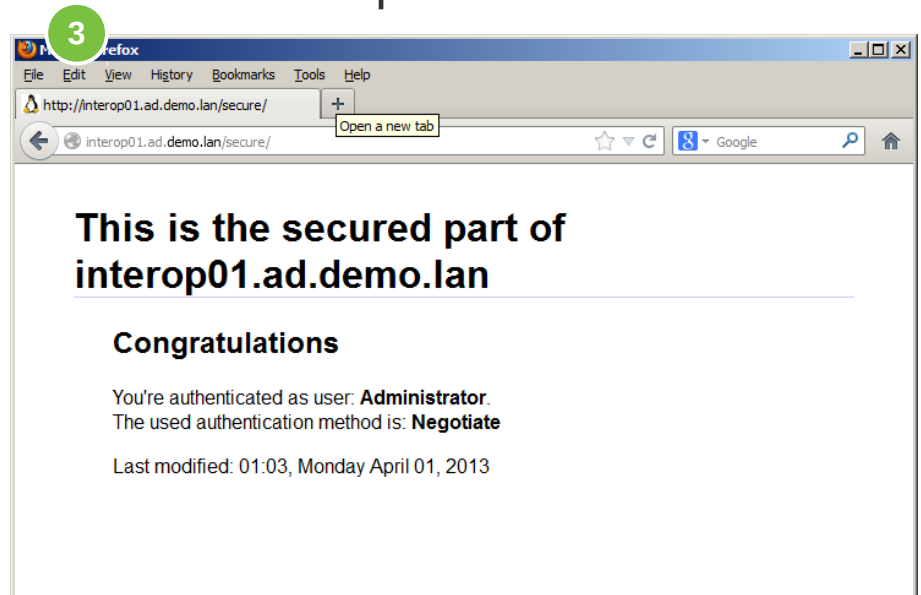 3
refox
File Edit View History Bookmarks Tools Help
http://interop01.ad.demo.lan/secure/
Open a new tab
interop01.ad.demo.lan/secure/
8 Google
This is the secured part of
interop01.ad.demo.lan
Congratulations
You're authenticated as user: Administrator.
The used authentication method is: Negotiate
Last modified: 01:03, Monday April 01, 2013